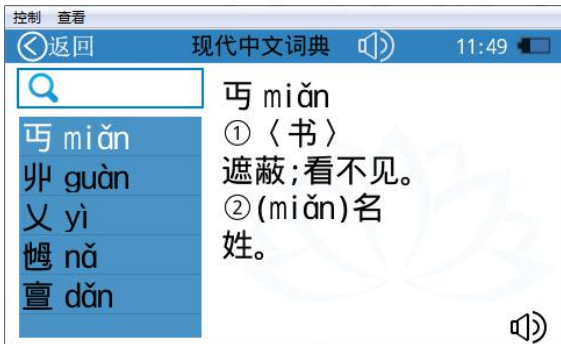 控制 查看
返回 现代中文词典 11:49
丏 miǎn
丱 guàn
乂 yì
乸 nǎ
亶 dǎn
丏 miǎn
①〈书〉
遮蔽;看不见。
②(miǎn)名
姓。